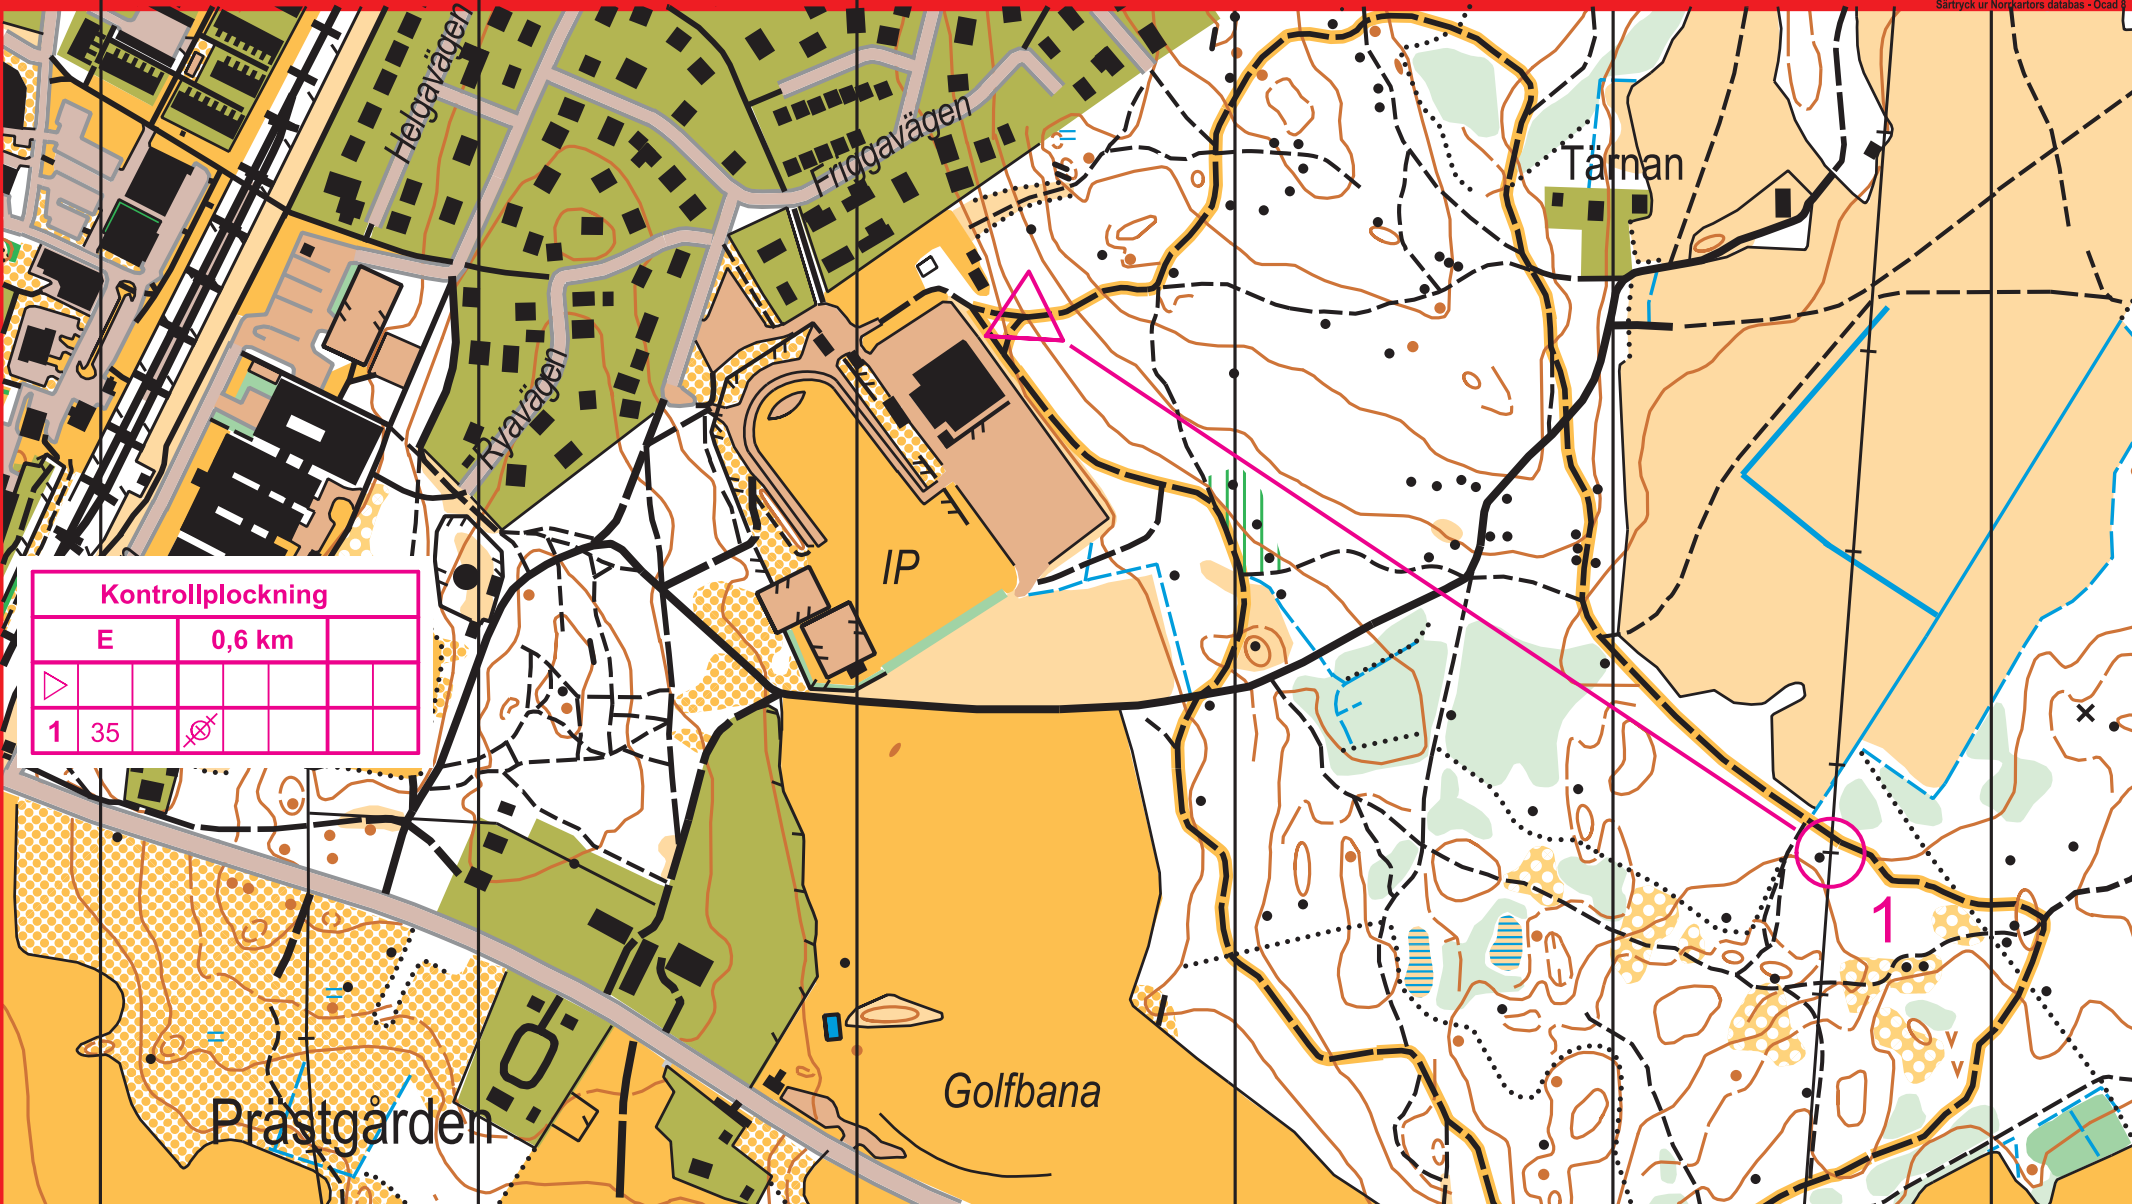 Särtryck ur Norrkartors databas - Ocad 8
Helgavägen
Friggavägen
Tärnan
Ryavägen
IP
Kontrollplockning
E 0,6 km
1 35
1
Golfbana
Prästgården